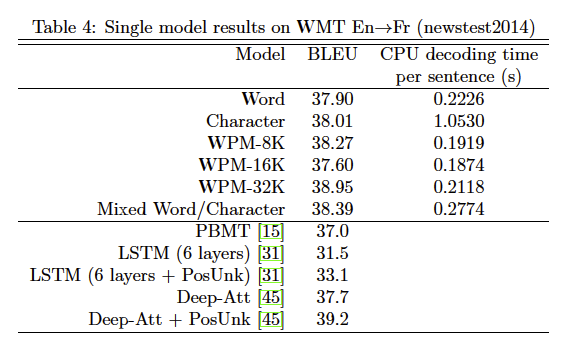 Table 4: Single model results on WMT En→Fr (newstest2014)
Model BLEU CPU decoding time
per sentence (s)
Word 37.90 0.2226
Character 38.01 1.0530
WPM-8K 38.27 0.1919
WPM-16K 37.60 0.1874
WPM-32K 38.95 0.2118
Mixed Word/Character 38.39 0.2774
PBMT [15] 37.0
LSTM (6 layers) [31] 31.5
LSTM (6 layers + PosUnk) [31] 33.1
Deep-Att [45] 37.7
Deep-Att + PosUnk [45] 39.2